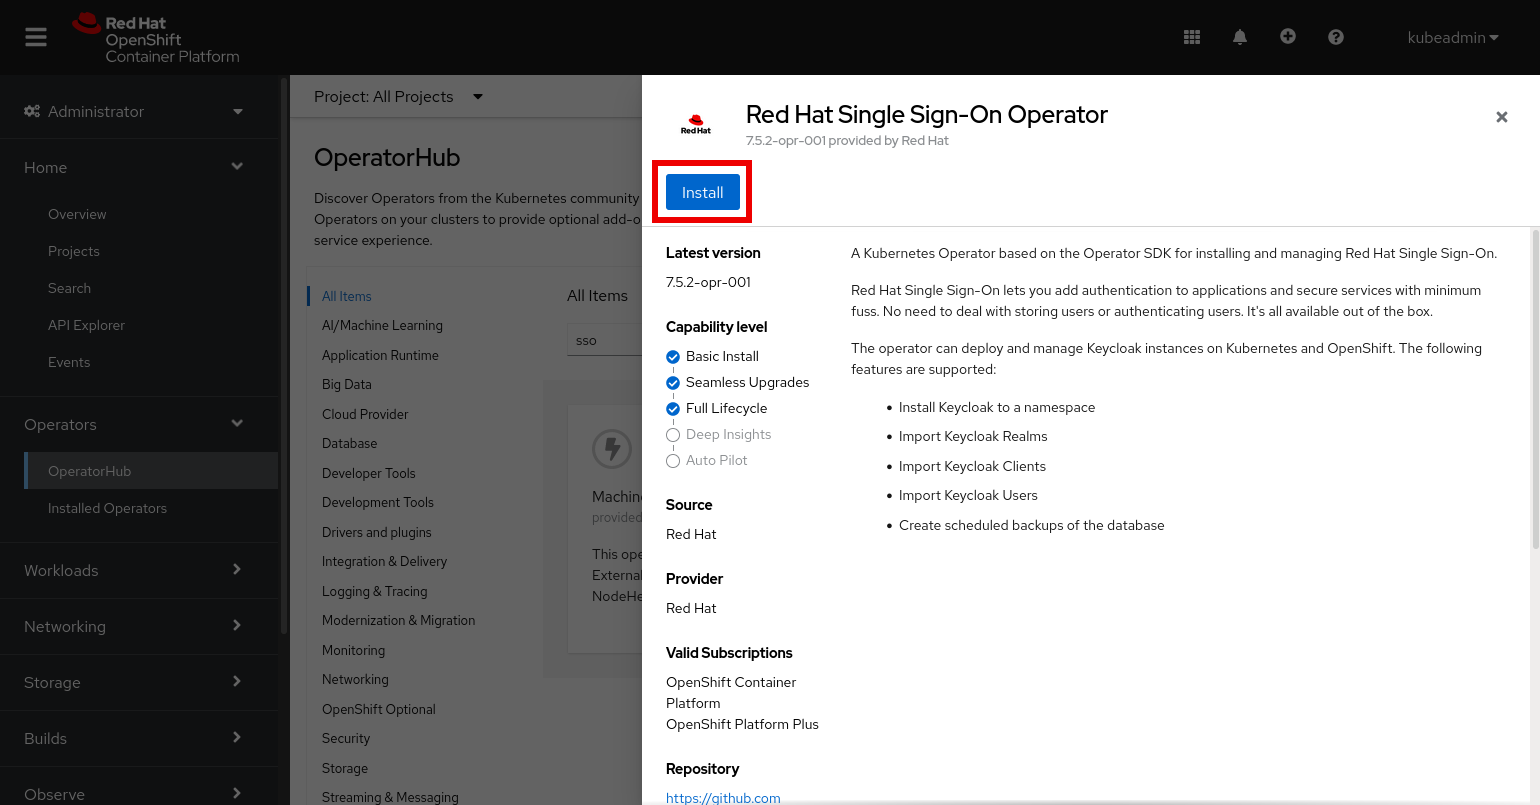 Red Hat
OpenShift
Container Platform
kubeadmin
Administrator
Home
Overview
Projects
Search
API Explorer
Events
Operators
OperatorHub
Installed Operators
Workloads
Networking
Storage
Builds
Observe
Project: All Projects
OperatorHub
Discover Operators from the Kubernetes community
Operators on your clusters to provide optional add-o
service experience.
All Items
AI/Machine Learning
Application Runtime
Big Data
Cloud Provider
Database
Developer Tools
Development Tools
Drivers and plugins
Integration & Delivery
Logging & Tracing
Modernization & Migration
Monitoring
Networking
OpenShift Optional
Security
Storage
Streaming & Messaging
All Items
sso
Machin
provided
This ope
External
NodeHe
Red Hat
Red Hat Single Sign-On Operator
7.5.2-opr-001 provided by Red Hat
Install
Latest version
7.5.2-opr-001
Capability level
Basic Install
Seamless Upgrades
Full Lifecycle
Deep Insights
Auto Pilot
Source
Red Hat
Provider
Red Hat
Valid Subscriptions
OpenShift Container
Platform
OpenShift Platform Plus
Repository
https://github.com
A Kubernetes Operator based on the Operator SDK for installing and managing Red Hat Single Sign-On.
Red Hat Single Sign-On lets you add authentication to applications and secure services with minimum
fuss. No need to deal with storing users or authenticating users. It's all available out of the box.
The operator can deploy and manage Keycloak instances on Kubernetes and OpenShift. The following
features are supported:
• Install Keycloak to a namespace
• Import Keycloak Realms
• Import Keycloak Clients
• Import Keycloak Users
• Create scheduled backups of the database